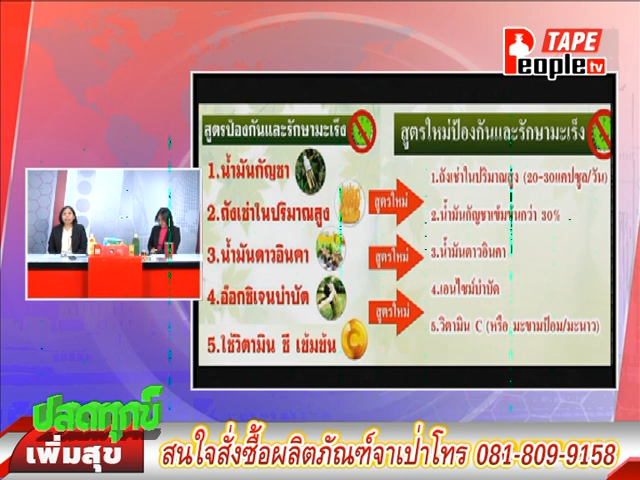 TAPE
People tv
สูตรป้องกันและรักษามะเร็ง
1.น้ำมันกัญชา
2.ถังเช่าในปริมาณสูง
3.น้ำมันดาวอินคา
4.อ๊อกซิเจนบำบัด
5.ใช้วิตามิน ซี เข้มข้น
สูตรใหม่
สูตรใหม่
สูตรใหม่ป้องกันและรักษามะเร็ง
1.ถังเช่าในปริมาณสูง (20-30แคปซูล/วัน)
2.น้ำมันกัญชาเข้มข้นกว่า 30%
3.น้ำมันดาวอินคา
4.เอนไซม์บำบัด
5.วิตามิน C (หรือ มะขามป้อม/มะนาว)
ปลดทุกข์
เพิ่มสุข
สนใจสั่งซื้อผลิตภัณฑ์จาเป่าโทร 081-809-9158